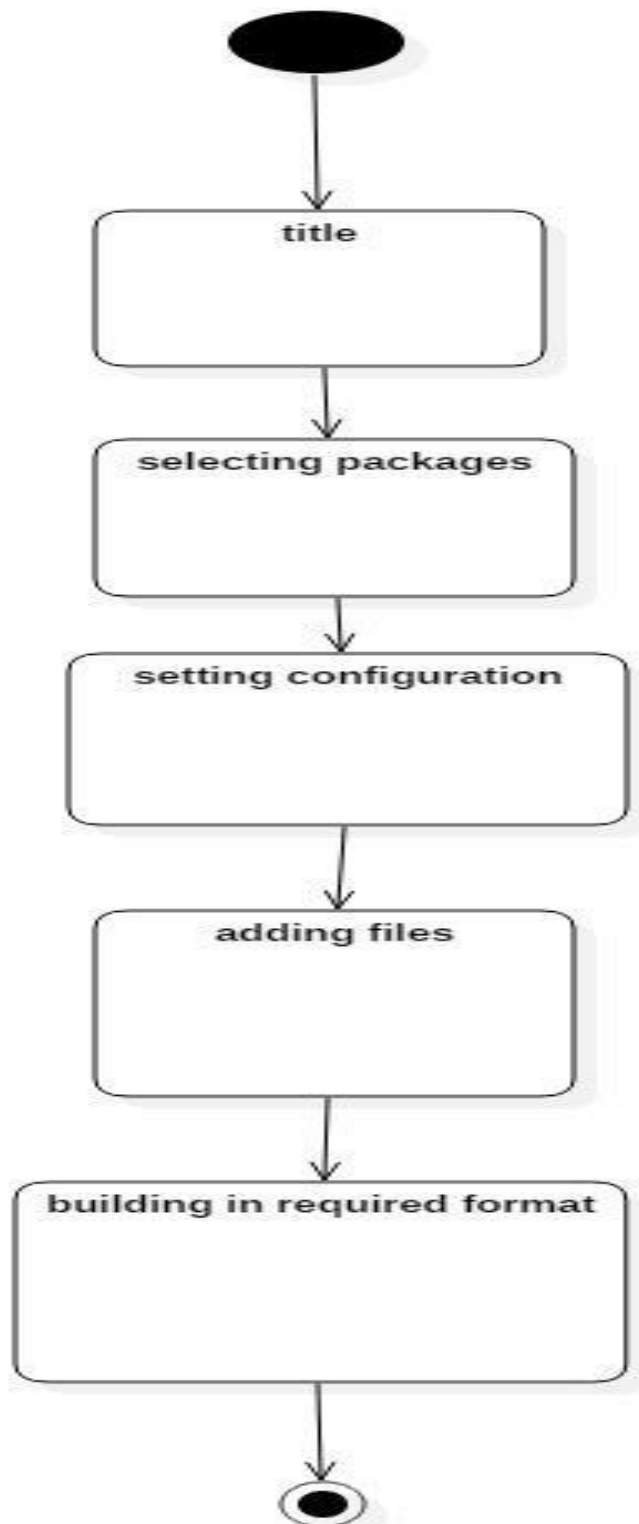 title
selecting packages
setting configuration
adding files
building in required format